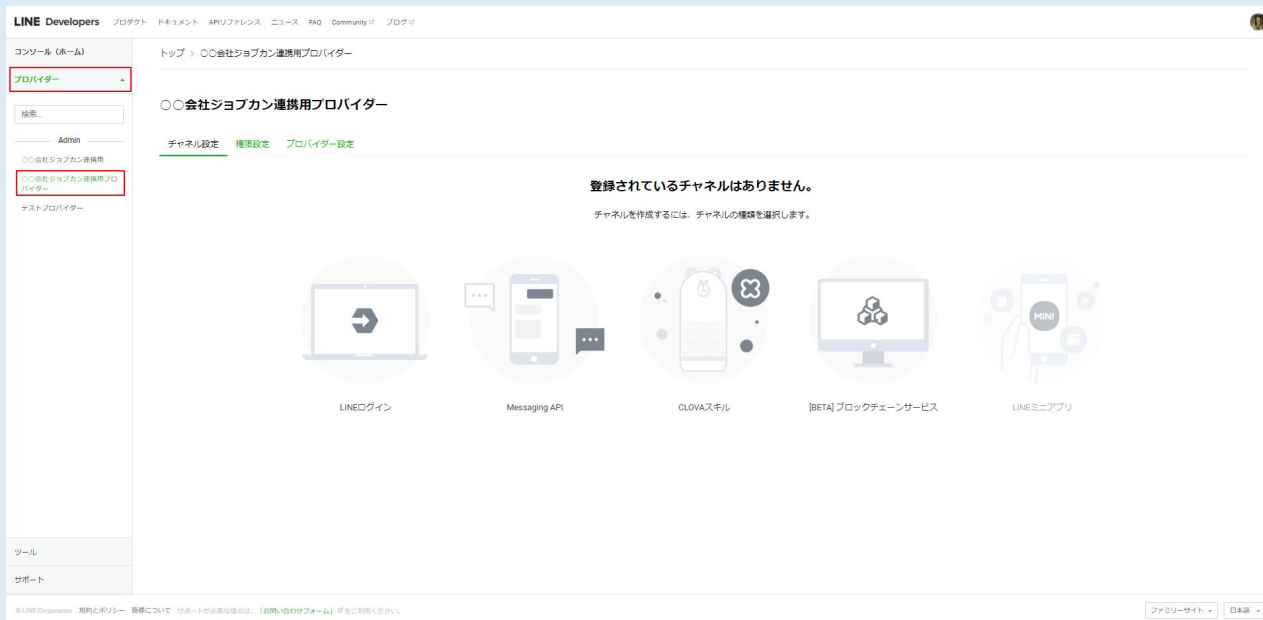 LINE Developers プロダクト ドキュメント APIリファレンス ニュース FAQ Community ブログ
コンソール（ホーム）
トップ > 〇〇会社ジョブカン連携用プロバイダー
プロバイダー
検索...
Admin
〇〇会社ジョブカン連携用
〇〇会社ジョブカン連携用プロ
バイダー
テストプロバイダー
〇〇会社ジョブカン連携用プロバイダー
チャネル設定 権限設定 プロバイダー設定
登録されているチャネルはありません。
チャネルを作成するには、チャネルの種類を選択します。
MINI
LINEログイン Messaging API CLOVAスキル [BETA] ブロックチェーンサービス LINEミニアプリ
ツール
サポート
© LINE Corporation 規約とポリシー 商標について サポートが必要な場合は、「お問い合わせフォーム」をご利用ください。
ファミリーサイト 日本語